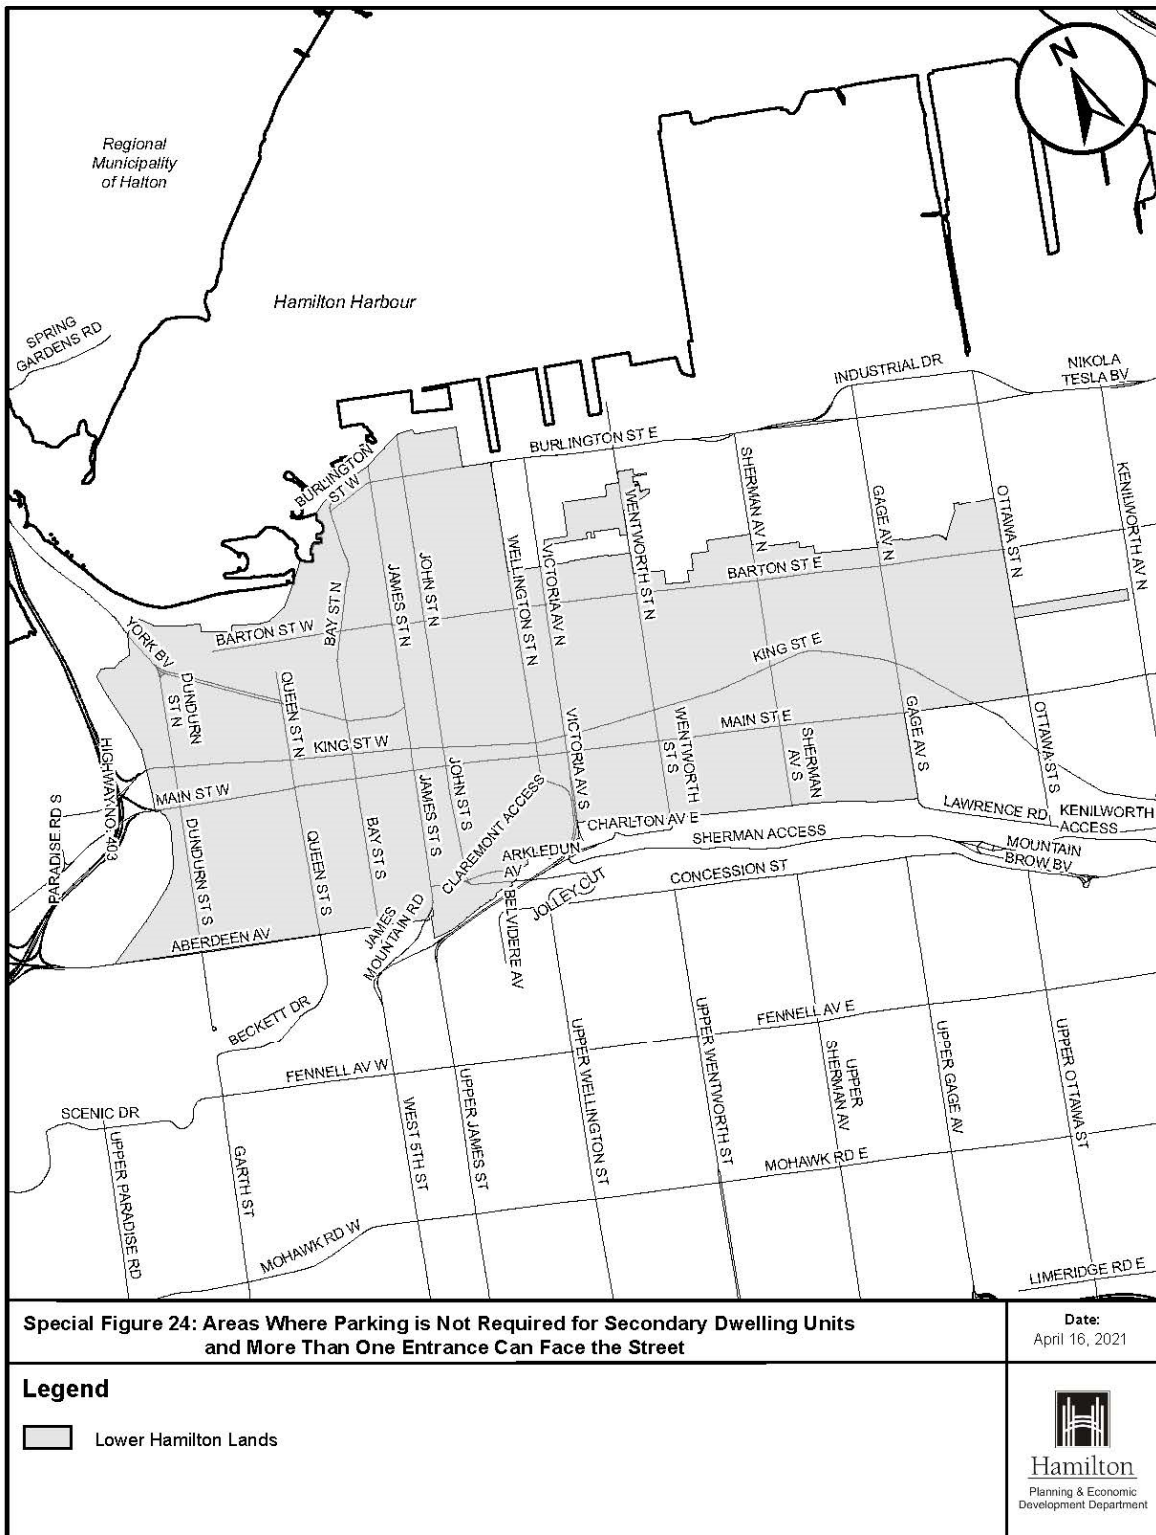 N
Regional
Municipality
of Halton
Hamilton Harbour
SPRING
GARDENS RD
INDUSTRIAL DR
NIKOLA
TESLA BV
BURLINGTON ST E
BURLINGTON
ST W
SHERMAN AV N
GAGE AV N
OTTAWA ST N
KENILWORTH AV N
WENTWORTH ST N
WELLINGTON ST N
VICTORIA AV N
JOHN ST N
JAMES ST N
BAY ST N
BARTON ST E
BARTON ST W
YORK BV
DUNDURN
ST N
QUEEN ST N
KING ST E
KING ST W
MAIN ST E
MAIN ST W
HIGHWAY NO. 403
PARADISE RD S
DUNDURN ST S
QUEEN ST S
BAY ST S
JAMES ST S
JOHN ST S
CLAREMONT ACCESS
VICTORIA AV S
WENTWORTH
ST S
SHERMAN
AV S
GAGE AV S
OTTAWA ST S
LAWRENCE RD
KENILWORTH
ACCESS
CHARLTON AV E
SHERMAN ACCESS
MOUNTAIN
BROW BV
ARKLEDUN
AV
CONCESSION ST
JOLLEY CUT
BELVIDERE AV
JAMES
MOUNTAIN RD
ABERDEEN AV
BECKETT DR
FENNELL AV E
FENNELL AV W
SCENIC DR
UPPER PARADISE RD
GARTH ST
WEST 5TH ST
UPPER JAMES ST
UPPER WELLINGTON ST
UPPER WENTWORTH ST
UPPER
SHERMAN AV
UPPER GAGE AV
UPPER OTTAWA ST
MOHAWK RD E
MOHAWK RD W
LIMERIDGE RD E
Special Figure 24: Areas Where Parking is Not Required for Secondary Dwelling Units
and More Than One Entrance Can Face the Street
Date:
April 16, 2021
Legend
Lower Hamilton Lands
Hamilton
Planning & Economic
Development Department